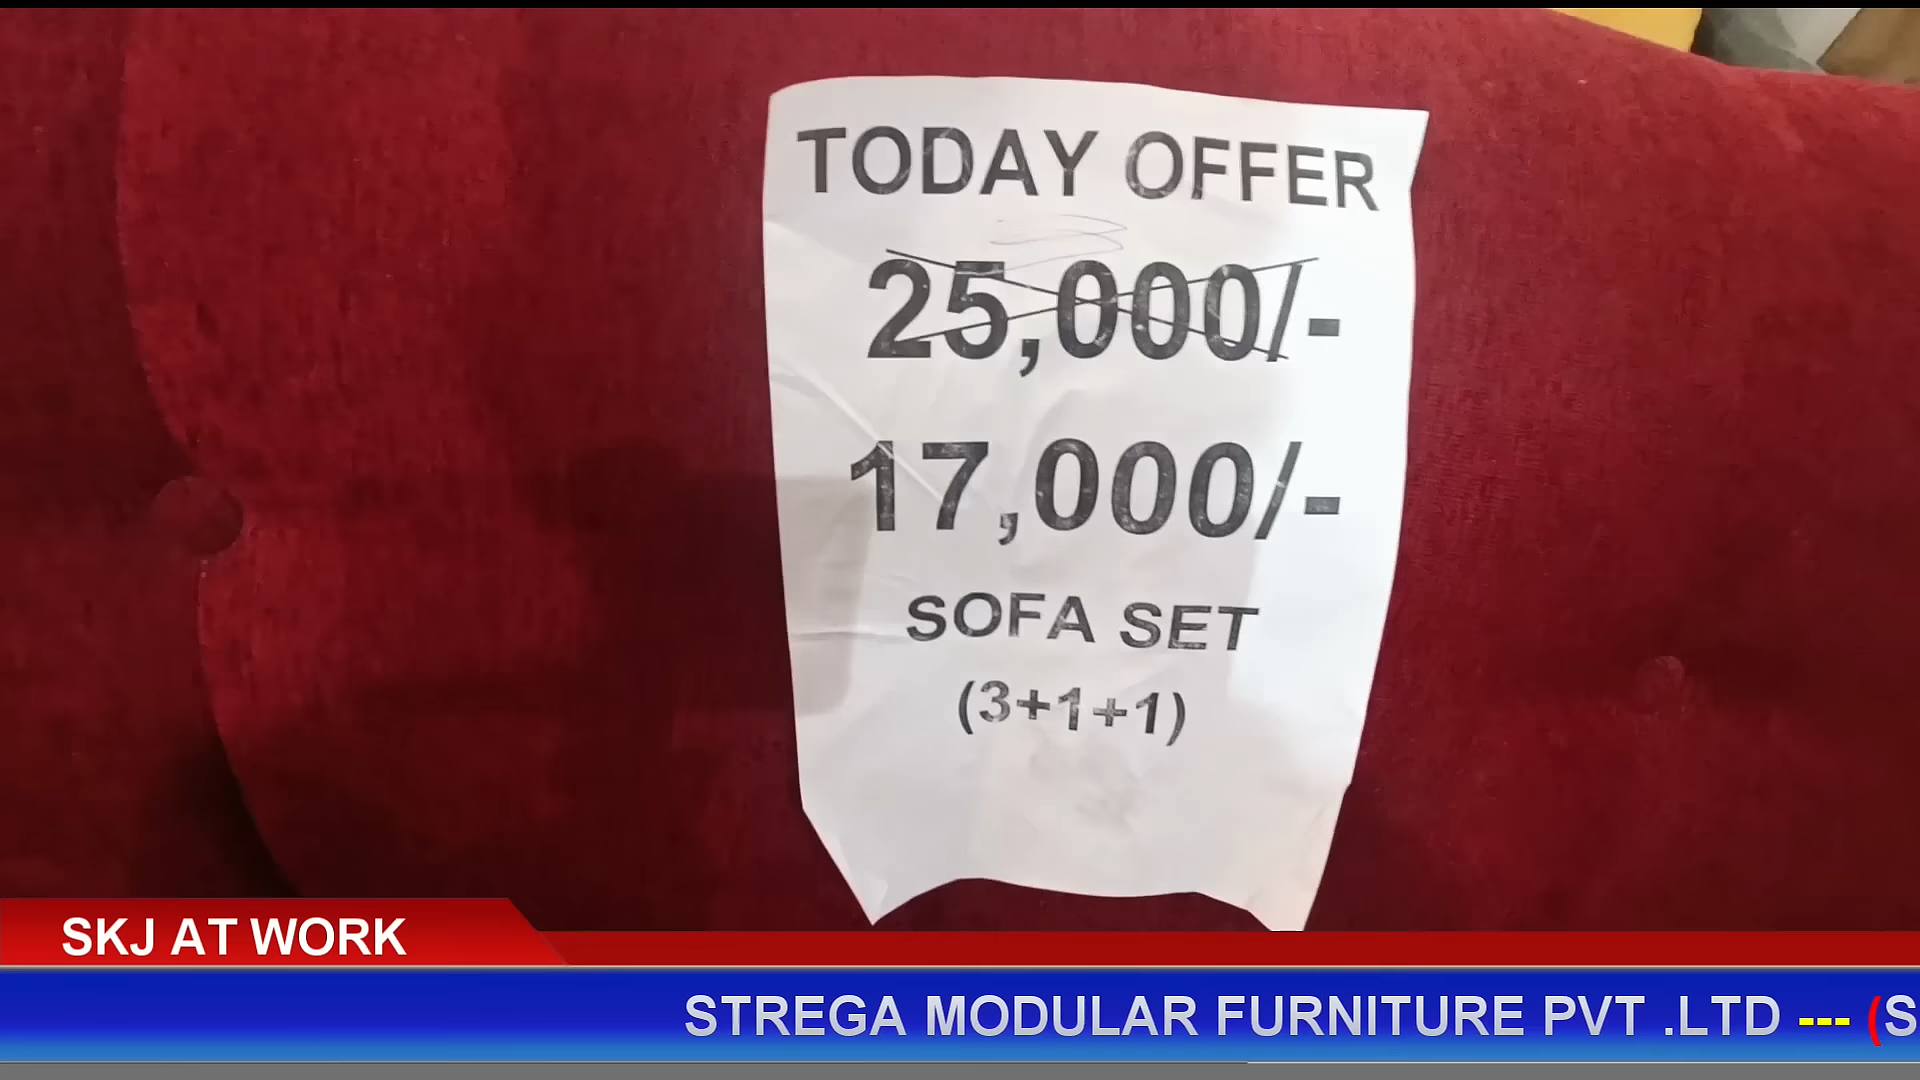 TODAY OFFER
25,000/-
17,000/-
SOFA SET
(3+1+1)
SKJ AT WORK
STREGA MODULAR FURNITURE PVT .LTD --- (S